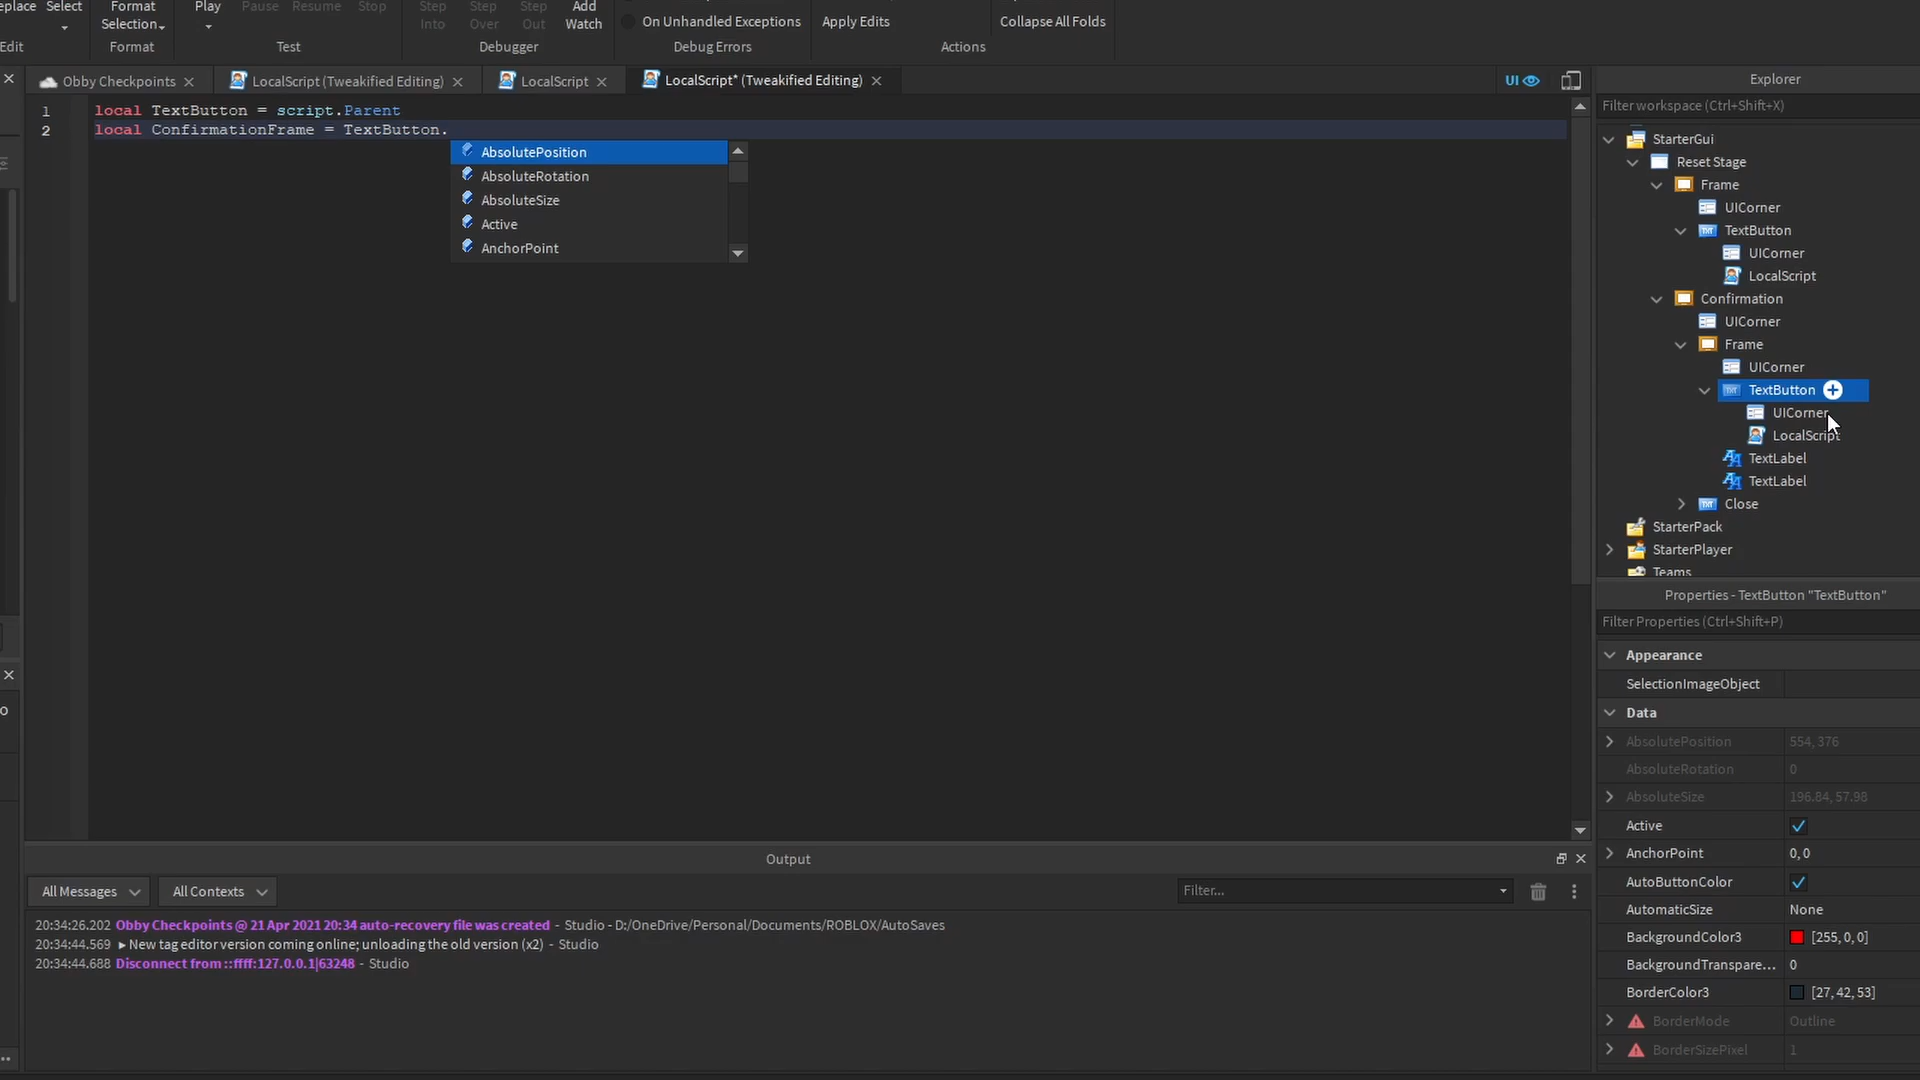 eplace
Select
Edit
Format
Selection
Format
Play
Pause
Resume
Stop
Test
Step
Into
Step
Over
Step
Out
Add
Watch
Debugger
On Unhandled Exceptions
Debug Errors
Apply Edits
Collapse All Folds
Actions
Obby Checkpoints
LocalScript (Tweakified Editing)
LocalScript
LocalScript* (Tweakified Editing)
UI
1 local TextButton = script.Parent
2 local ConfirmationFrame = TextButton.
AbsolutePosition
AbsoluteRotation
AbsoluteSize
Active
AnchorPoint
Explorer
Filter workspace (Ctrl+Shift+X)
StarterGui
Reset Stage
Frame
UICorner
TextButton
UICorner
LocalScript
Confirmation
UICorner
Frame
UICorner
TextButton
UICorner
LocalScript
TextLabel
TextLabel
Close
StarterPack
StarterPlayer
Teams
Properties - TextButton "TextButton"
Filter Properties (Ctrl+Shift+P)
Appearance
SelectionImageObject
Data
AbsolutePosition 554, 376
AbsoluteRotation 0
AbsoluteSize 196.84, 57.98
Active
AnchorPoint 0, 0
AutoButtonColor
AutomaticSize None
BackgroundColor3 [255, 0, 0]
BackgroundTranspare... 0
BorderColor3 [27, 42, 53]
BorderMode Outline
BorderSizePixel 1
Output
All Messages
All Contexts
Filter...
20:34:26.202 Obby Checkpoints @ 21 Apr 2021 20:34 auto-recovery file was created - Studio - D:/OneDrive/Personal/Documents/ROBLOX/AutoSaves
20:34:44.569 ▸ New tag editor version coming online; unloading the old version (x2) - Studio
20:34:44.688 Disconnect from ::ffff:127.0.0.1|63248 - Studio